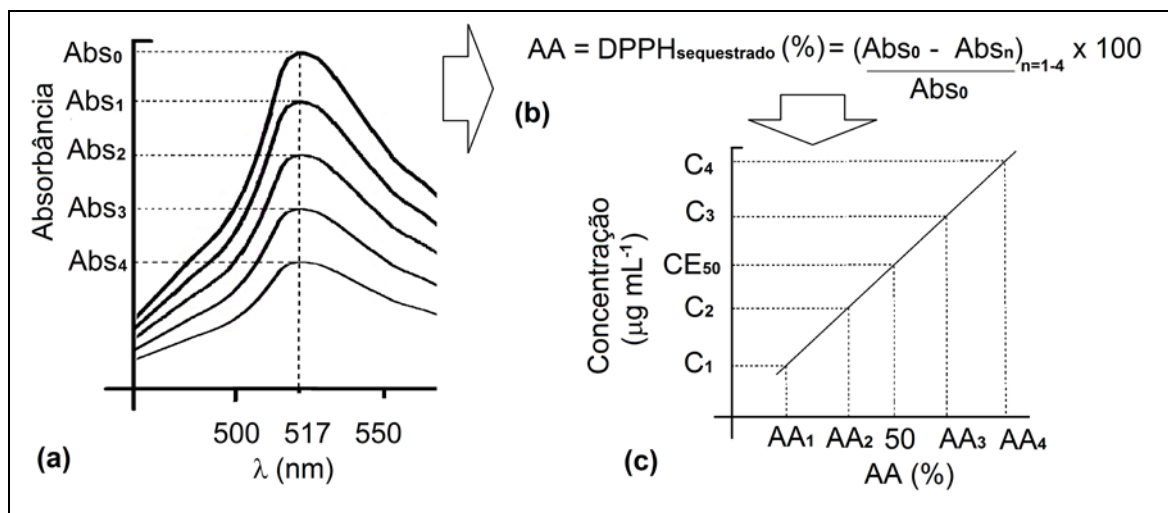 Absorbância
Abs₀
Abs₁
Abs₂
Abs₃
Abs₄
500 517 550
λ (nm)
(a)
AA = DPPHsequestrado (%) = (Abs₀ - Absₙ)n=1-4 x 100
Abs₀
(b)
Concentração
(µg mL⁻¹)
C₄
C₃
CE₅₀
C₂
C₁
AA₁ AA₂ 50 AA₃ AA₄
AA (%)
(c)